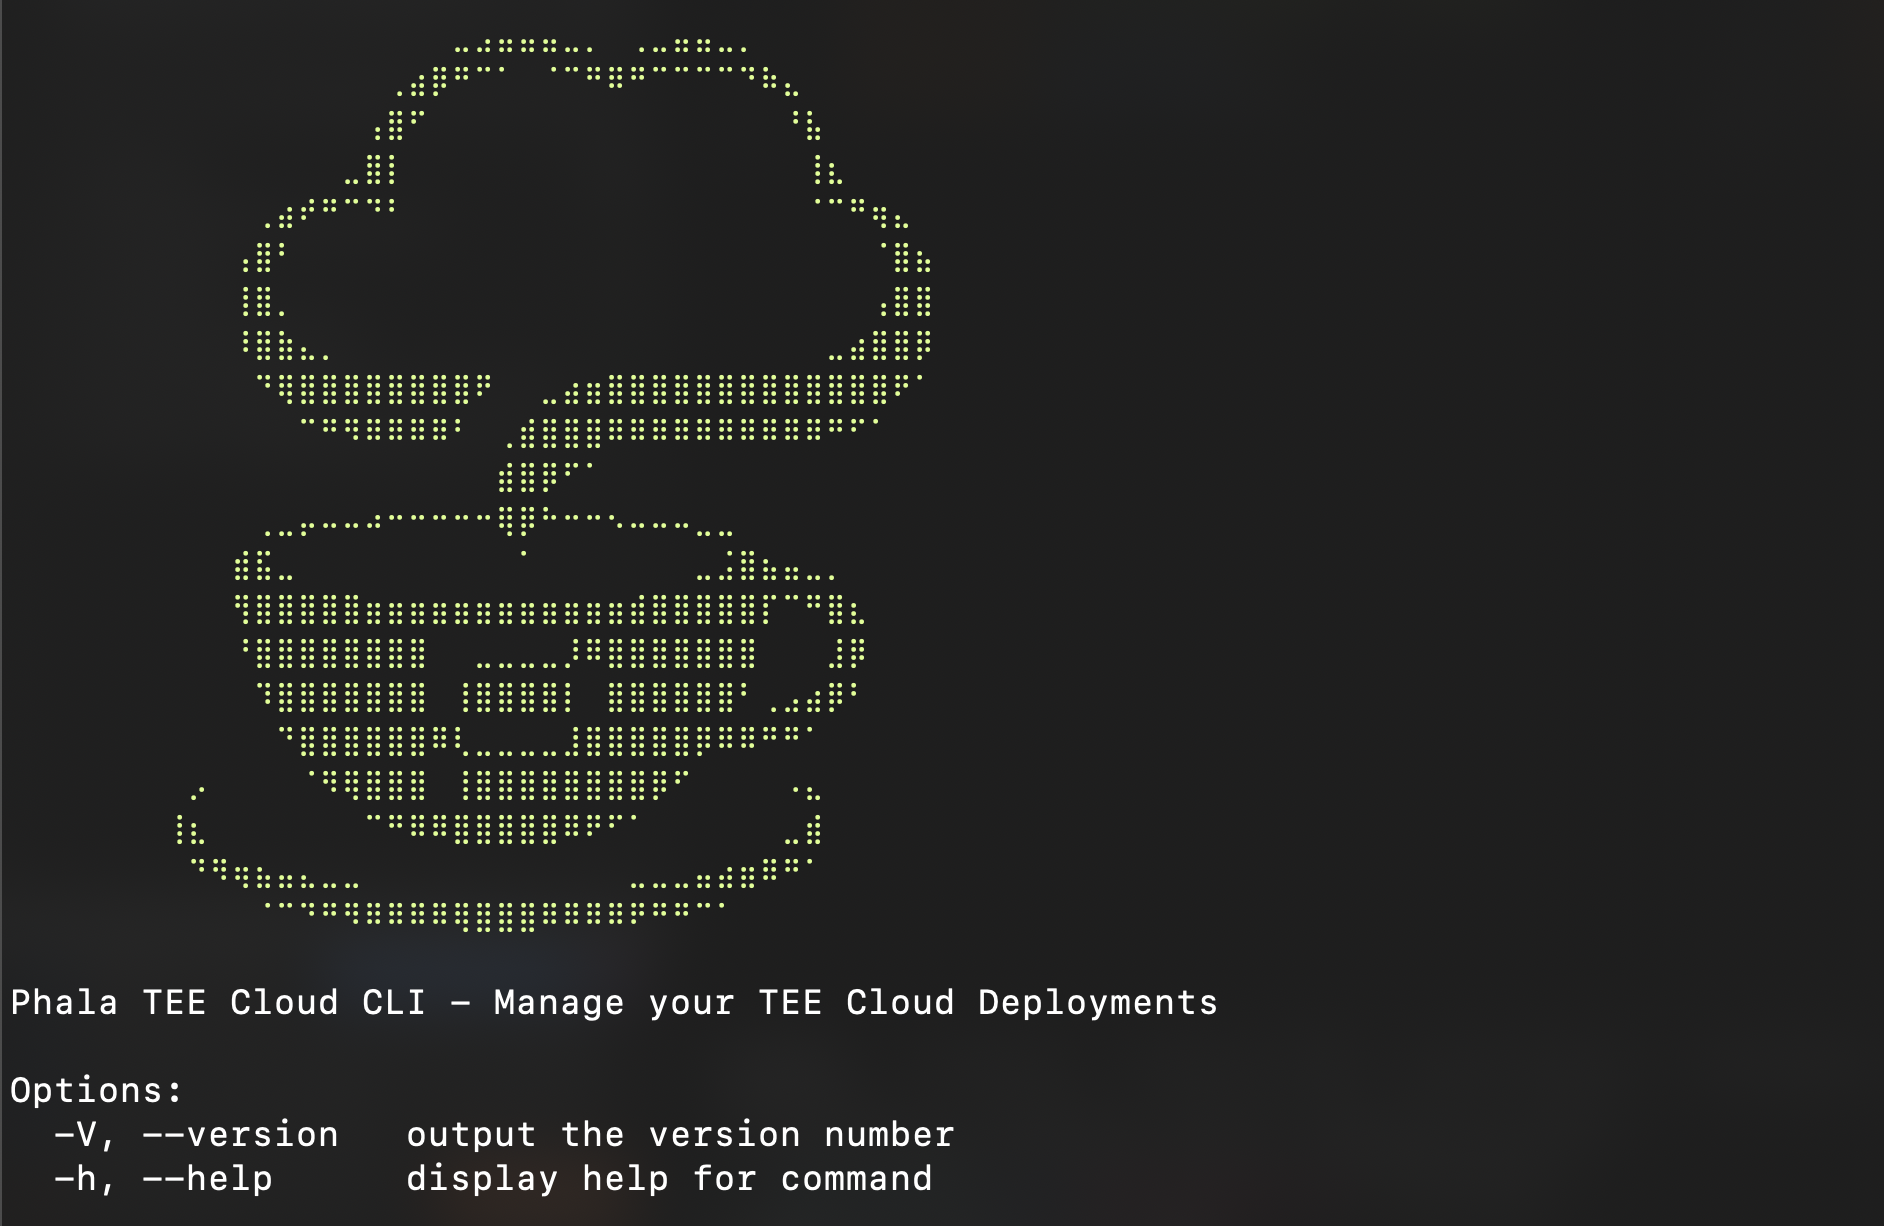 Phala TEE Cloud CLI – Manage your TEE Cloud Deployments
Options:
-V, --version output the version number
-h, --help display help for command